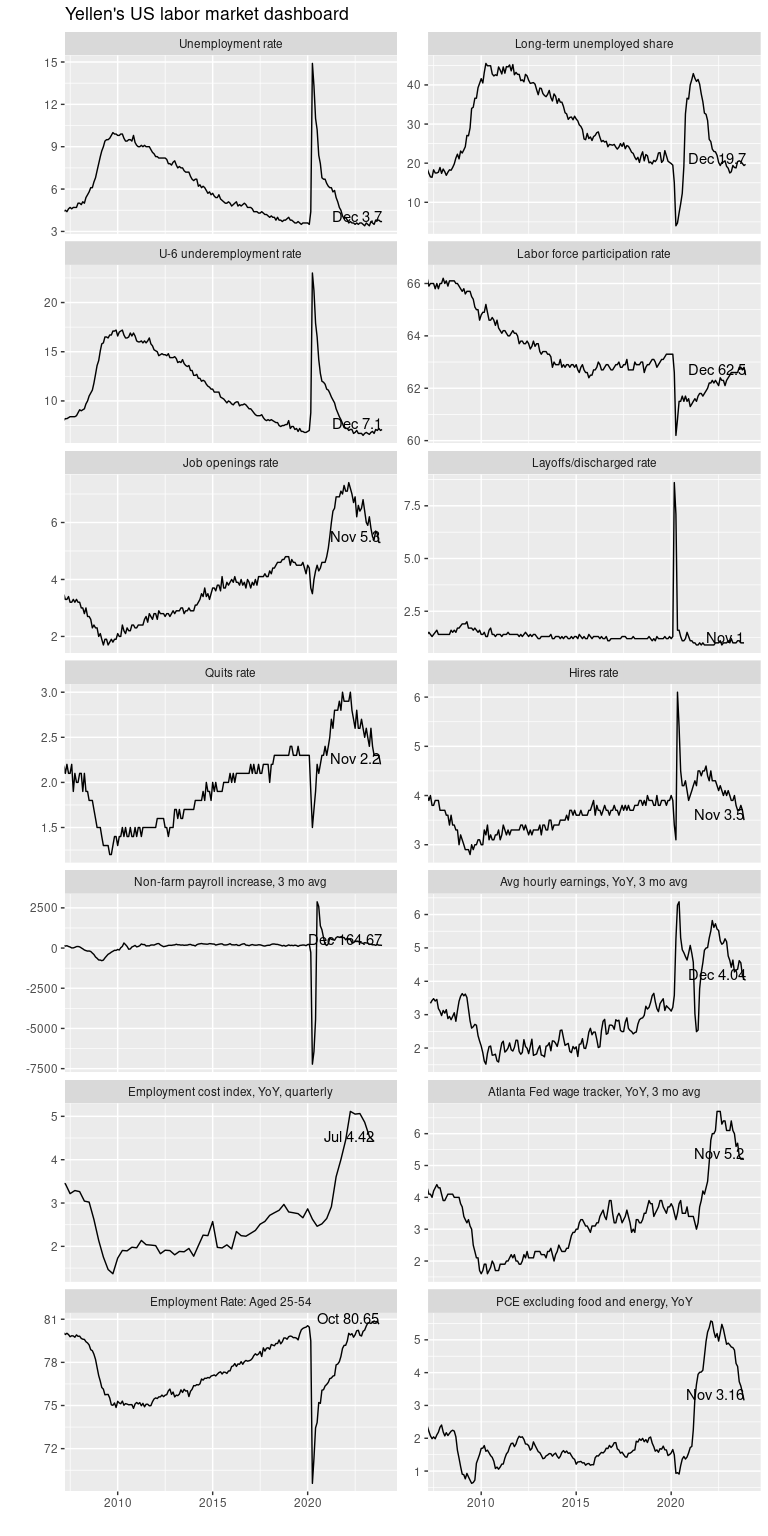 Yellen's US labor market dashboard
Unemployment rate
15
12
9
6
3
Dec 3.7
Long-term unemployed share
40
30
20
10
Dec 19.7
U-6 underemployment rate
20
15
10
Dec 7.1
Labor force participation rate
66
64
62
60
Dec 62.5
Job openings rate
6
4
2
Nov 5.3
Layoffs/discharged rate
7.5
5.0
2.5
Nov 1
Quits rate
3.0
2.5
2.0
1.5
Nov 2.2
Hires rate
6
5
4
3
Nov 3.5
Non-farm payroll increase, 3 mo avg
2500
0
-2500
-5000
-7500
Dec 164.67
Avg hourly earnings, YoY, 3 mo avg
6
5
4
3
2
Dec 4.04
Employment cost index, YoY, quarterly
5
4
3
2
Jul 4.42
Atlanta Fed wage tracker, YoY, 3 mo avg
6
5
4
3
2
Nov 5.2
Employment Rate: Aged 25-54
81
78
75
72
Oct 80.65
2010 2015 2020
PCE excluding food and energy, YoY
5
4
3
2
1
Nov 3.16
2010 2015 2020